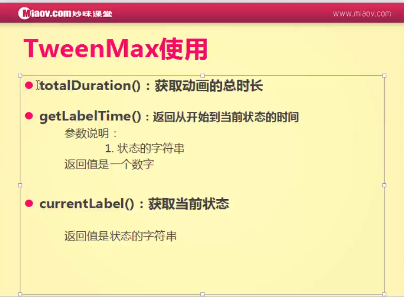 Miaov.com 妙味课堂
www.miaov.com
TweenMax使用
totalDuration()：获取动画的总时长
getLabelTime()：返回从开始到当前状态的时间
参数说明：
1. 状态的字符串
返回值是一个数字
currentLabel()：获取当前状态
返回值是状态的字符串